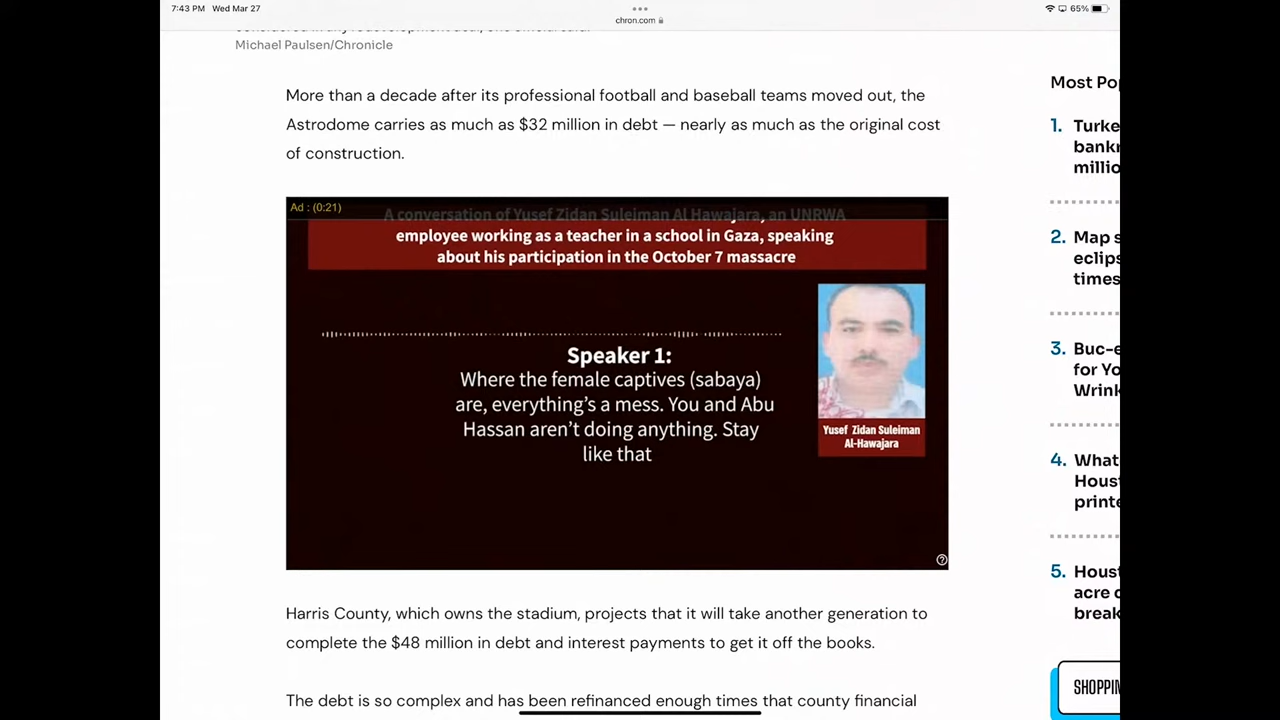 7:43 PM Wed Mar 27
chron.com
65%
Michael Paulsen/Chronicle
More than a decade after its professional football and baseball teams moved out, the
Astrodome carries as much as $32 million in debt — nearly as much as the original cost
of construction.
Ad : (0:21)
A conversation of Yusef Zidan Suleiman Al Hawajara, an UNRWA
employee working as a teacher in a school in Gaza, speaking
about his participation in the October 7 massacre
Speaker 1:
Where the female captives (sabaya)
are, everything's a mess. You and Abu
Hassan aren't doing anything. Stay
like that
Yusef Zidan Suleiman
Al-Hawajara
Harris County, which owns the stadium, projects that it will take another generation to
complete the $48 million in debt and interest payments to get it off the books.
The debt is so complex and has been refinanced enough times that county financial
Most Po
1. Turke
bankr
millio
2. Map s
eclips
times
3. Buc-e
for Yo
Wrink
4. What
Hous
printe
5. Hous
acre
break
SHOPPIN